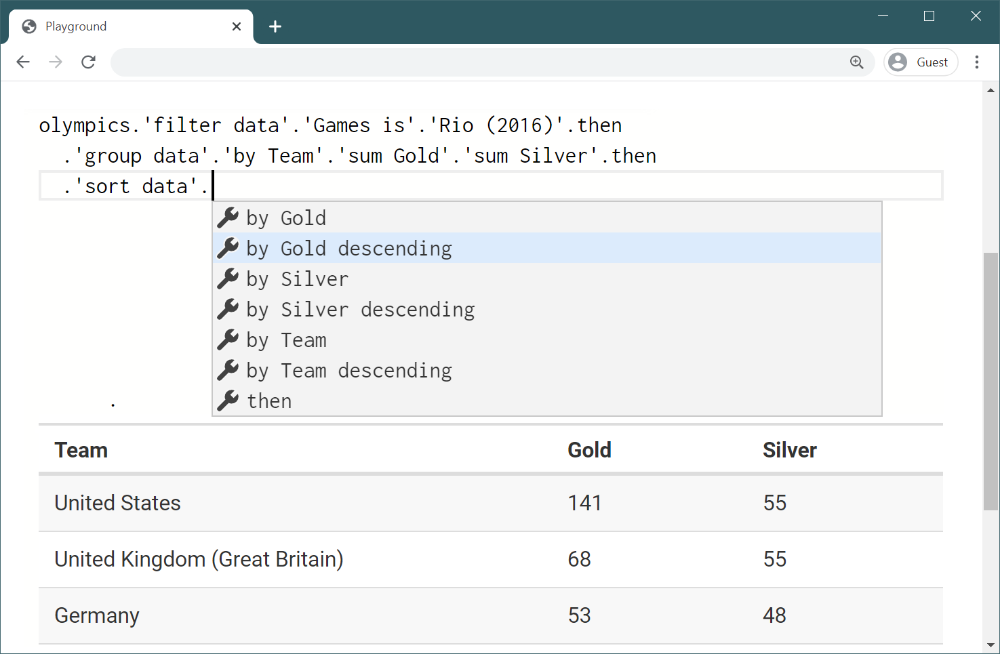 Playground
Guest
olympics.'filter data'.'Games is'.'Rio (2016)'.then
.'group data'.'by Team'.'sum Gold'.'sum Silver'.then
.'sort data'.
by Gold
by Gold descending
by Silver
by Silver descending
by Team
by Team descending
then
.
Team Gold Silver
United States 141 55
United Kingdom (Great Britain) 68 55
Germany 53 48